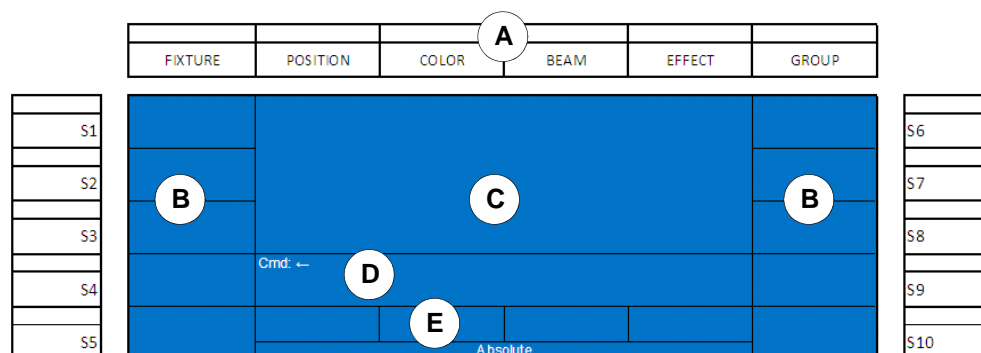 A
FIXTURE POSITION COLOR BEAM EFFECT GROUP
S1 S6
S2 S7
B C B
S3 S8
Cmd: ←
D
S4 S9
E
S5 S10
Absolute